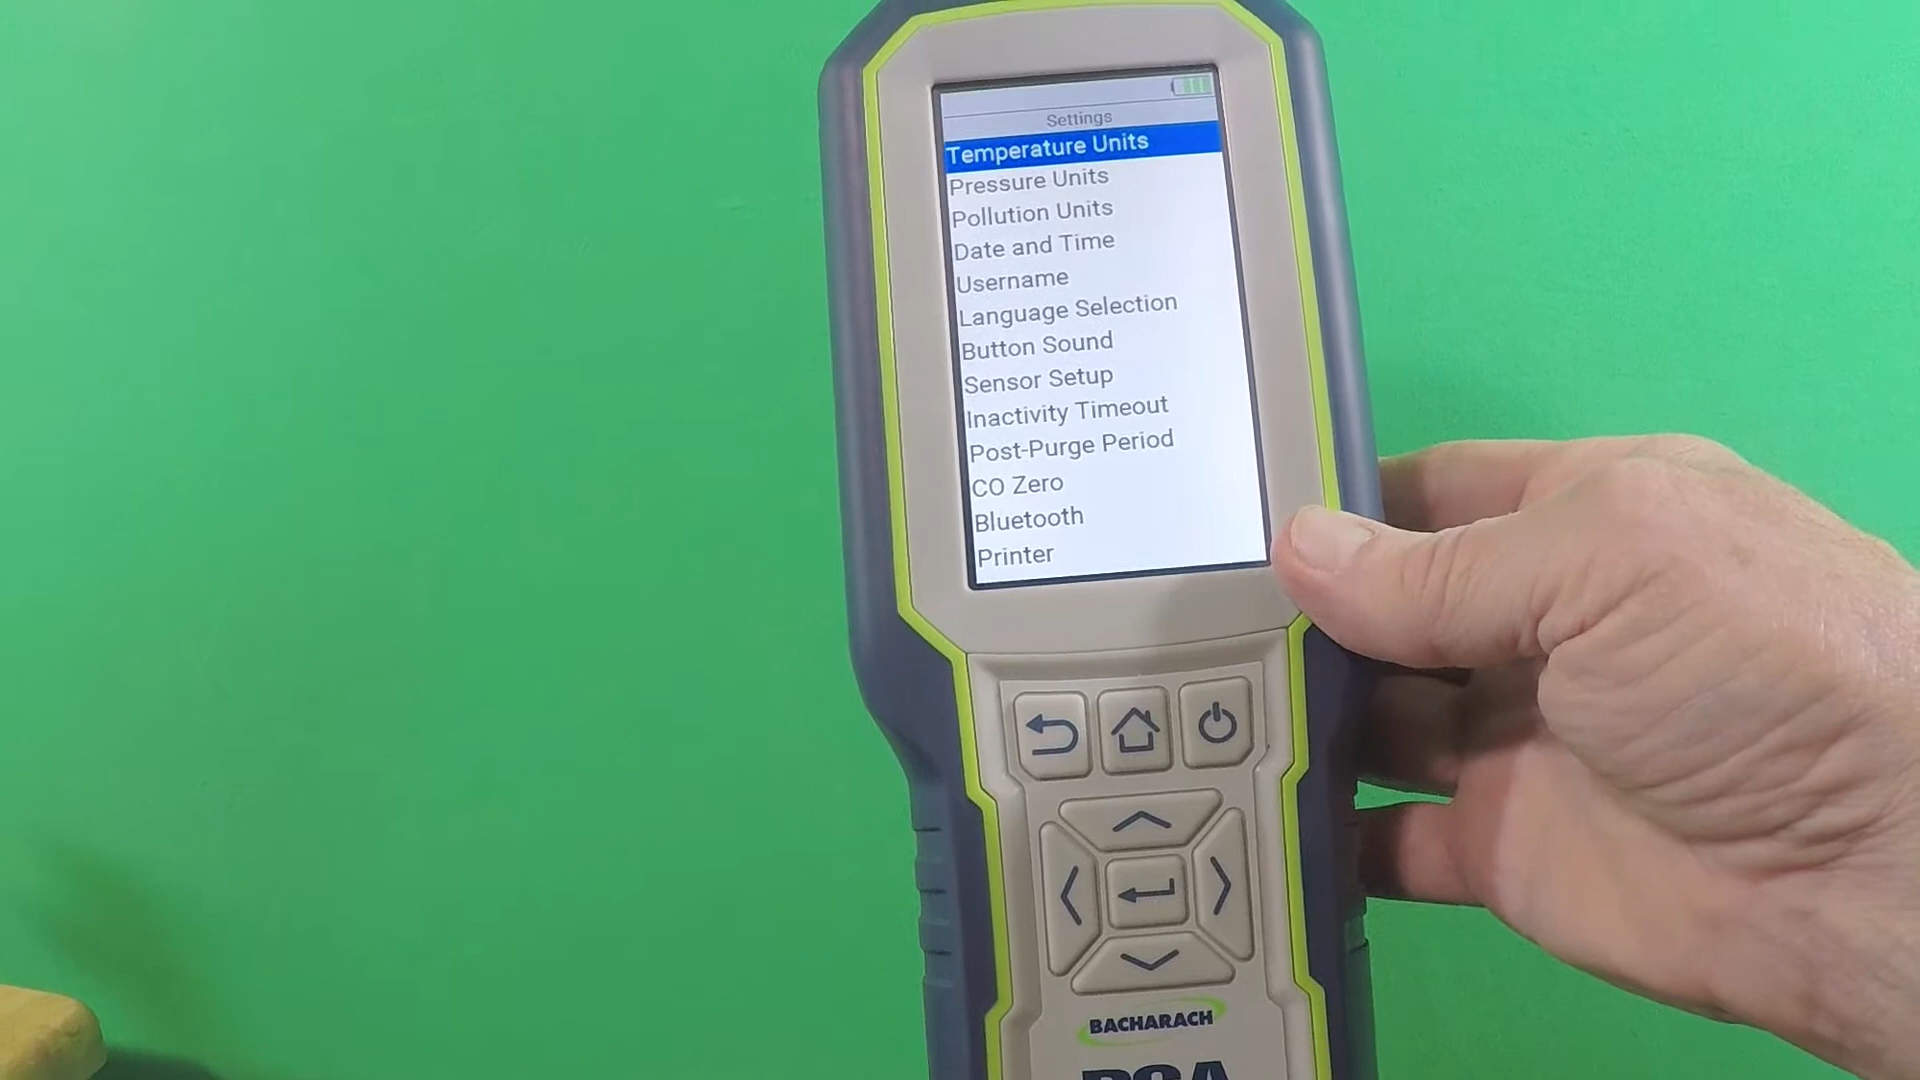 Settings
Temperature Units
Pressure Units
Pollution Units
Date and Time
Username
Language Selection
Button Sound
Sensor Setup
Inactivity Timeout
Post-Purge Period
CO Zero
Bluetooth
Printer
BACHARACH